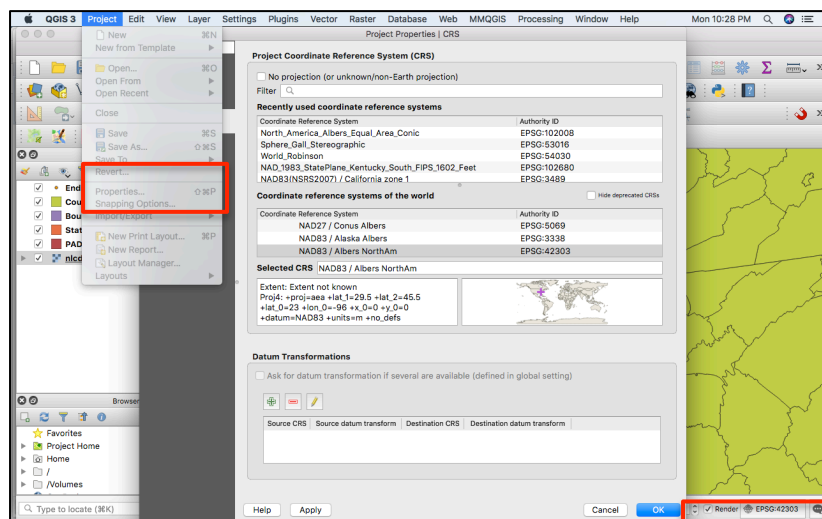 QGIS 3 Project Edit View Layer Settings Plugins Vector Raster Database Web MMQGIS Processing Window Help Mon 10:28 PM
Project Properties | CRS
New ⌘N
New from Template
Open... ⌘O
Open From
Open Recent
Close
Save ⌘S
Save As... ⇧⌘S
Save To
Revert...
Properties... ⇧⌘P
Snapping Options...
Import/Export
New Print Layout... ⌘P
New Report...
Layout Manager...
Layouts
End
Cou
Bou
Stat
PAD
nlcd
Browser
Favorites
Project Home
Home
/
/Volumes
Type to locate (⌘K)
Project Coordinate Reference System (CRS)
No projection (or unknown/non-Earth projection)
Filter
Recently used coordinate reference systems
Coordinate Reference System Authority ID
North_America_Albers_Equal_Area_Conic EPSG:102008
Sphere_Gall_Stereographic EPSG:53016
World_Robinson EPSG:54030
NAD_1983_StatePlane_Kentucky_South_FIPS_1602_Feet EPSG:102680
NAD83(NSRS2007) / California zone 1 EPSG:3489
Coordinate reference systems of the world Hide deprecated CRSs
Coordinate Reference System Authority ID
NAD27 / Conus Albers EPSG:5069
NAD83 / Alaska Albers EPSG:3338
NAD83 / Albers NorthAm EPSG:42303
Selected CRS NAD83 / Albers NorthAm
Extent: Extent not known
Proj4: +proj=aea +lat_1=29.5 +lat_2=45.5
+lat_0=23 +lon_0=-96 +x_0=0 +y_0=0
+datum=NAD83 +units=m +no_defs
Datum Transformations
Ask for datum transformation if several are available (defined in global setting)
Source CRS Source datum transform Destination CRS Destination datum transform
Help Apply Cancel OK
Render EPSG:42303